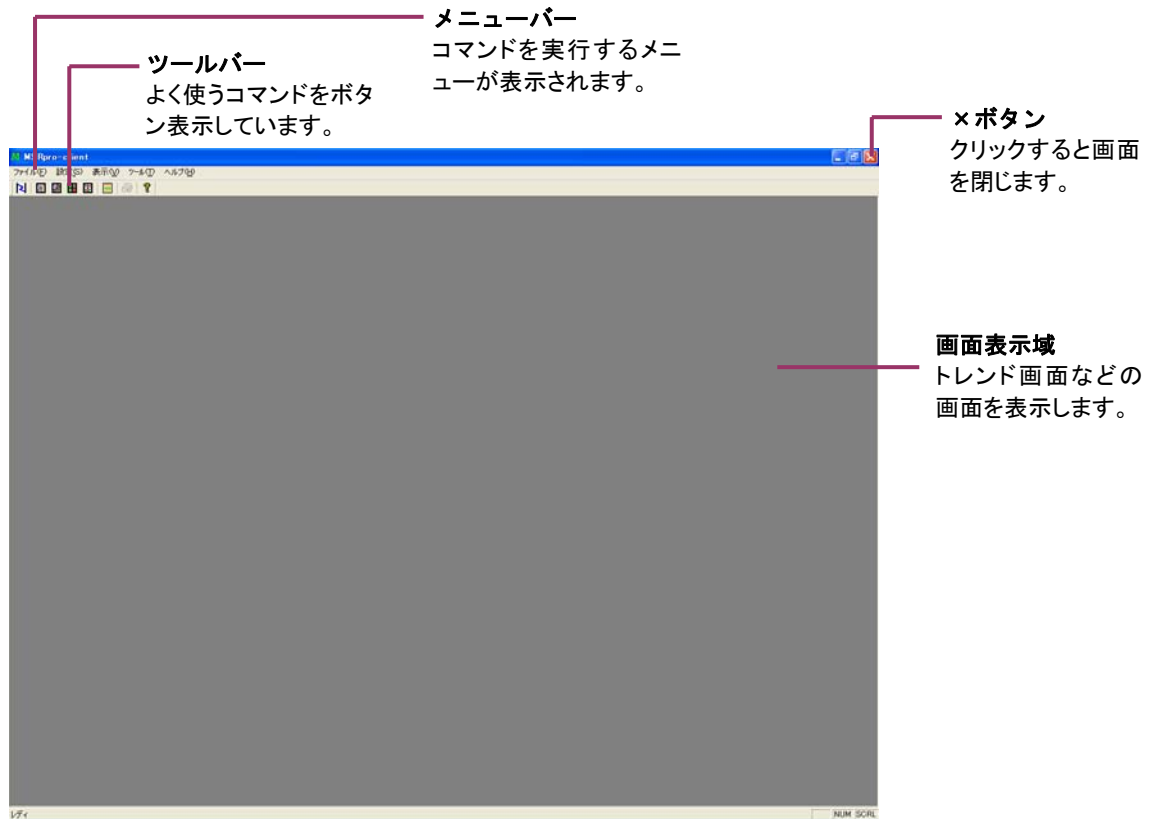 メニューバー
コマンドを実行するメニ
ューが表示されます。
ツールバー
よく使うコマンドをボタ
ン表示しています。
×ボタン
クリックすると画面
を閉じます。
MSRpro-client
ファイル(F) 設定(S) 表示(V) ツール(T) ヘルプ(H)
画面表示域
トレンド画面などの
画面を表示します。
レディ
NUM SCRL